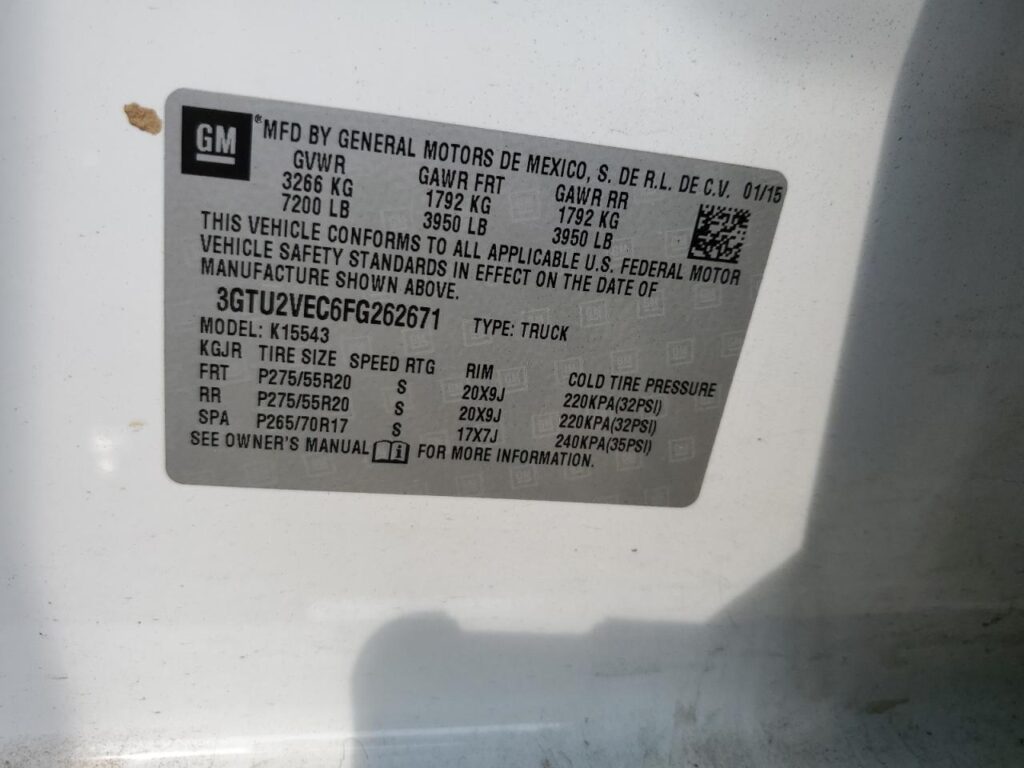 GM
® MFD BY GENERAL MOTORS DE MEXICO, S. DE R.L. DE C.V. 01/15
GVWR GAWR FRT GAWR RR
3266 KG 1792 KG 1792 KG
7200 LB 3950 LB 3950 LB
THIS VEHICLE CONFORMS TO ALL APPLICABLE U.S. FEDERAL MOTOR
VEHICLE SAFETY STANDARDS IN EFFECT ON THE DATE OF
MANUFACTURE SHOWN ABOVE.
3GTU2VEC6FG262671 TYPE: TRUCK
MODEL: K15543
KGJR TIRE SIZE SPEED RTG RIM COLD TIRE PRESSURE
FRT P275/55R20 S 20X9J 220KPA(32PSI)
RR P275/55R20 S 20X9J 220KPA(32PSI)
SPA P265/70R17 S 17X7J 240KPA(35PSI)
SEE OWNER'S MANUAL i FOR MORE INFORMATION.